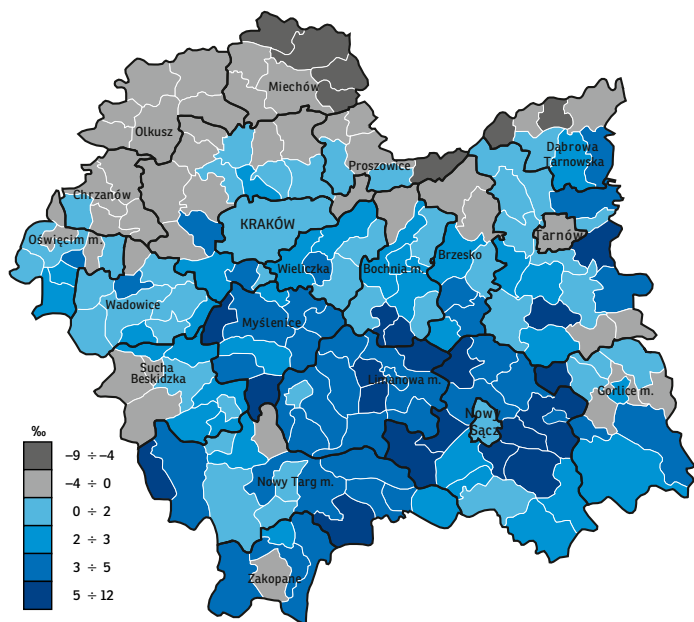 Miechów
Olkusz
Dąbrowa
Tarnowska
Proszowice
Chrzanów
KRAKÓW
Tarnów
Oświęcim m.
Wieliczka
Bochnia m.
Brzesko
Wadowice
Myślenice
Sucha
Beskidzka
Limanowa m.
Gorlice m.
Nowy
Sącz
Nowy Targ m.
Zakopane
‰
–9 ÷ –4
–4 ÷ 0
0 ÷ 2
2 ÷ 3
3 ÷ 5
5 ÷ 12